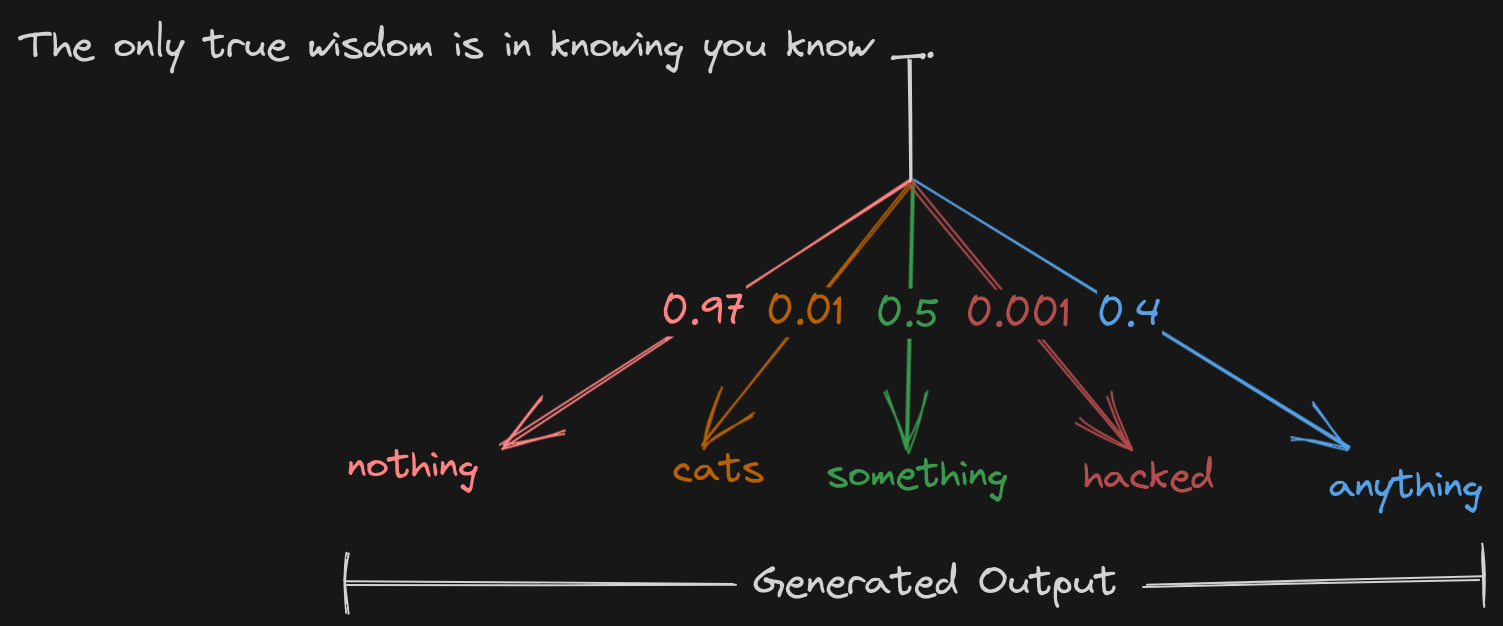 The only true wisdom is in knowing you know __.
0.97 0.01 0.5 0.001 0.4
nothing cats something hacked anything
Generated Output